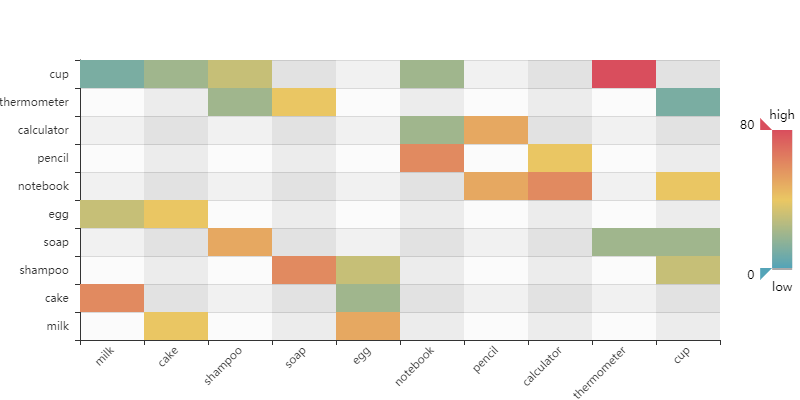 cup
thermometer
calculator
pencil
notebook
egg
soap
shampoo
cake
milk
milk
cake
shampoo
soap
egg
notebook
pencil
calculator
thermometer
cup
high
80
0
low